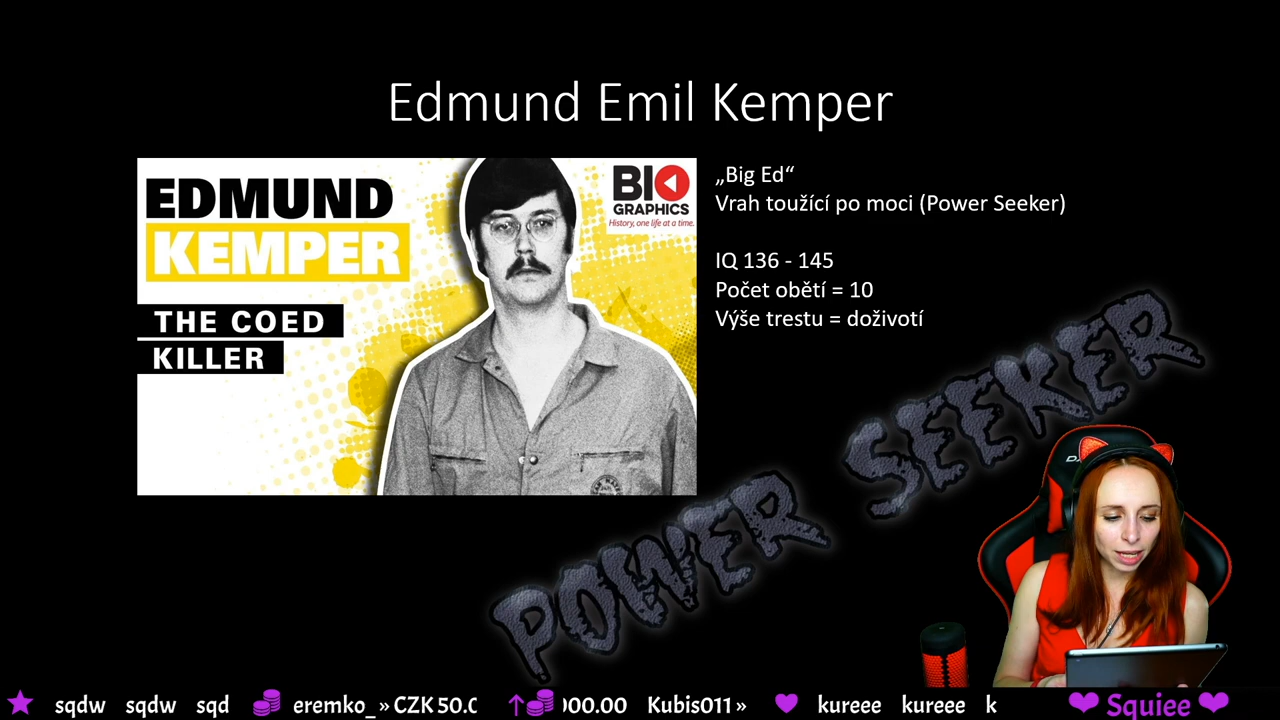 Edmund Emil Kemper
EDMUND
KEMPER
THE COED
KILLER
BIO
GRAPHICS
History, one life at a time.
„Big Ed“
Vrah toužící po moci (Power Seeker)
IQ 136 - 145
Počet obětí = 10
Výše trestu = doživotí
POWER SEEKER
sqdw sqdw sqd eremko_ » CZK 50.0 000.00 Kubis011 » kureee kureee k Squiee